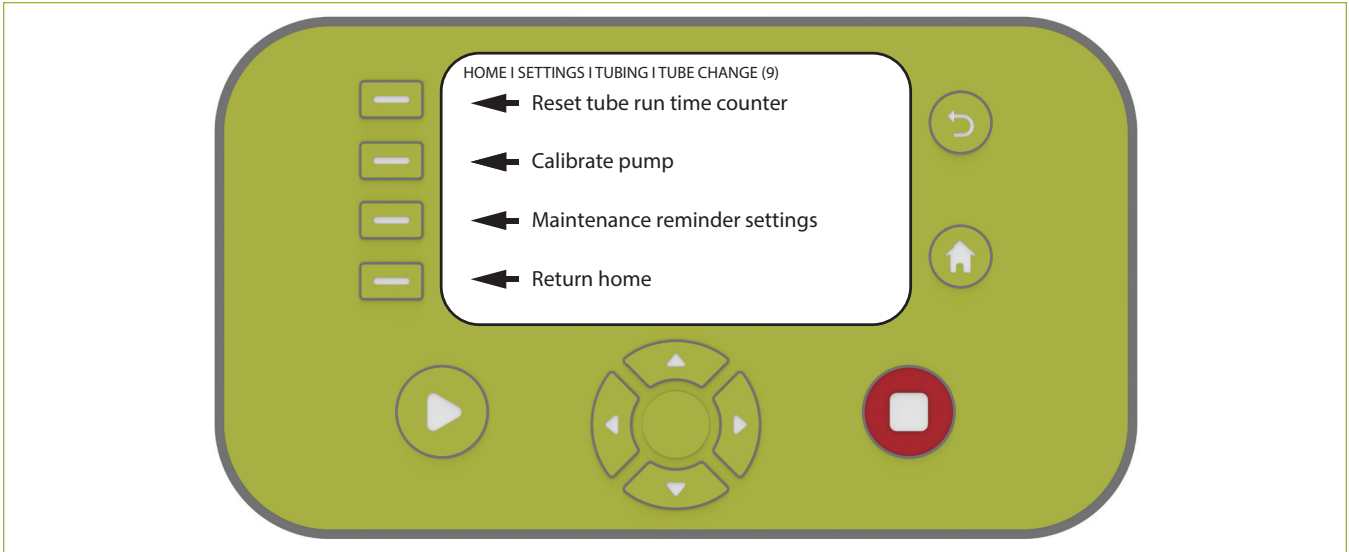 HOME I SETTINGS I TUBING I TUBE CHANGE (9)
Reset tube run time counter
Calibrate pump
Maintenance reminder settings
Return home